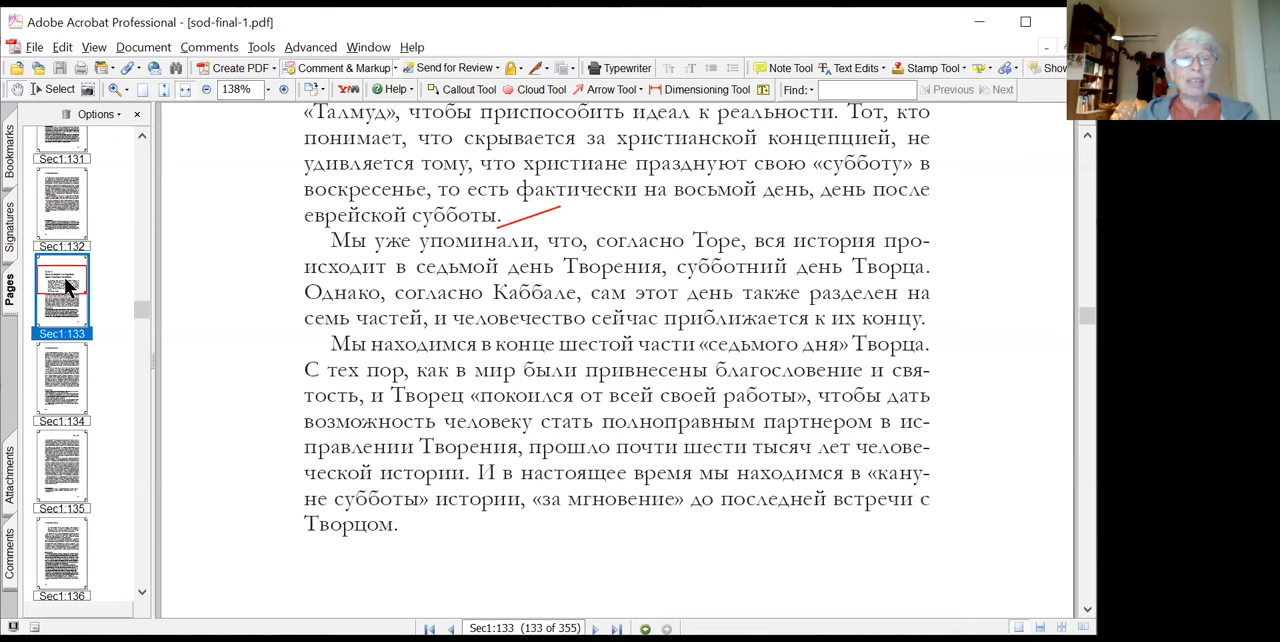 Adobe Acrobat Professional - [sod-final-1.pdf]
File Edit View Document Comments Tools Advanced Window Help
Create PDF Comment & Markup Send for Review Typewriter Note Tool Text Edits Stamp Tool Show
Select 138% Help Callout Tool Cloud Tool Arrow Tool Dimensioning Tool Find: Previous Next
Options
Bookmarks
Signatures
Pages
Attachments
Comments
Sec1:131
Sec1:132
Sec1:133
Sec1:134
Sec1:135
Sec1:136
«Талмуд», чтобы приспособить идеал к реальности. Тот, кто
понимает, что скрывается за христианской концепцией, не
удивляется тому, что христиане празднуют свою «субботу» в
воскресенье, то есть фактически на восьмой день, день после
еврейской субботы.
Мы уже упоминали, что, согласно Торе, вся история про-
исходит в седьмой день Творения, субботний день Творца.
Однако, согласно Каббале, сам этот день также разделен на
семь частей, и человечество сейчас приближается к их концу.
Мы находимся в конце шестой части «седьмого дня» Творца.
С тех пор, как в мир были привнесены благословение и свя-
тость, и Творец «покоился от всей своей работы», чтобы дать
возможность человеку стать полноправным партнером в ис-
правлении Творения, прошло почти шести тысяч лет челове-
ческой истории. И в настоящее время мы находимся в «кану-
не субботы» истории, «за мгновение» до последней встречи с
Творцом.
Sec1:133 (133 of 355)